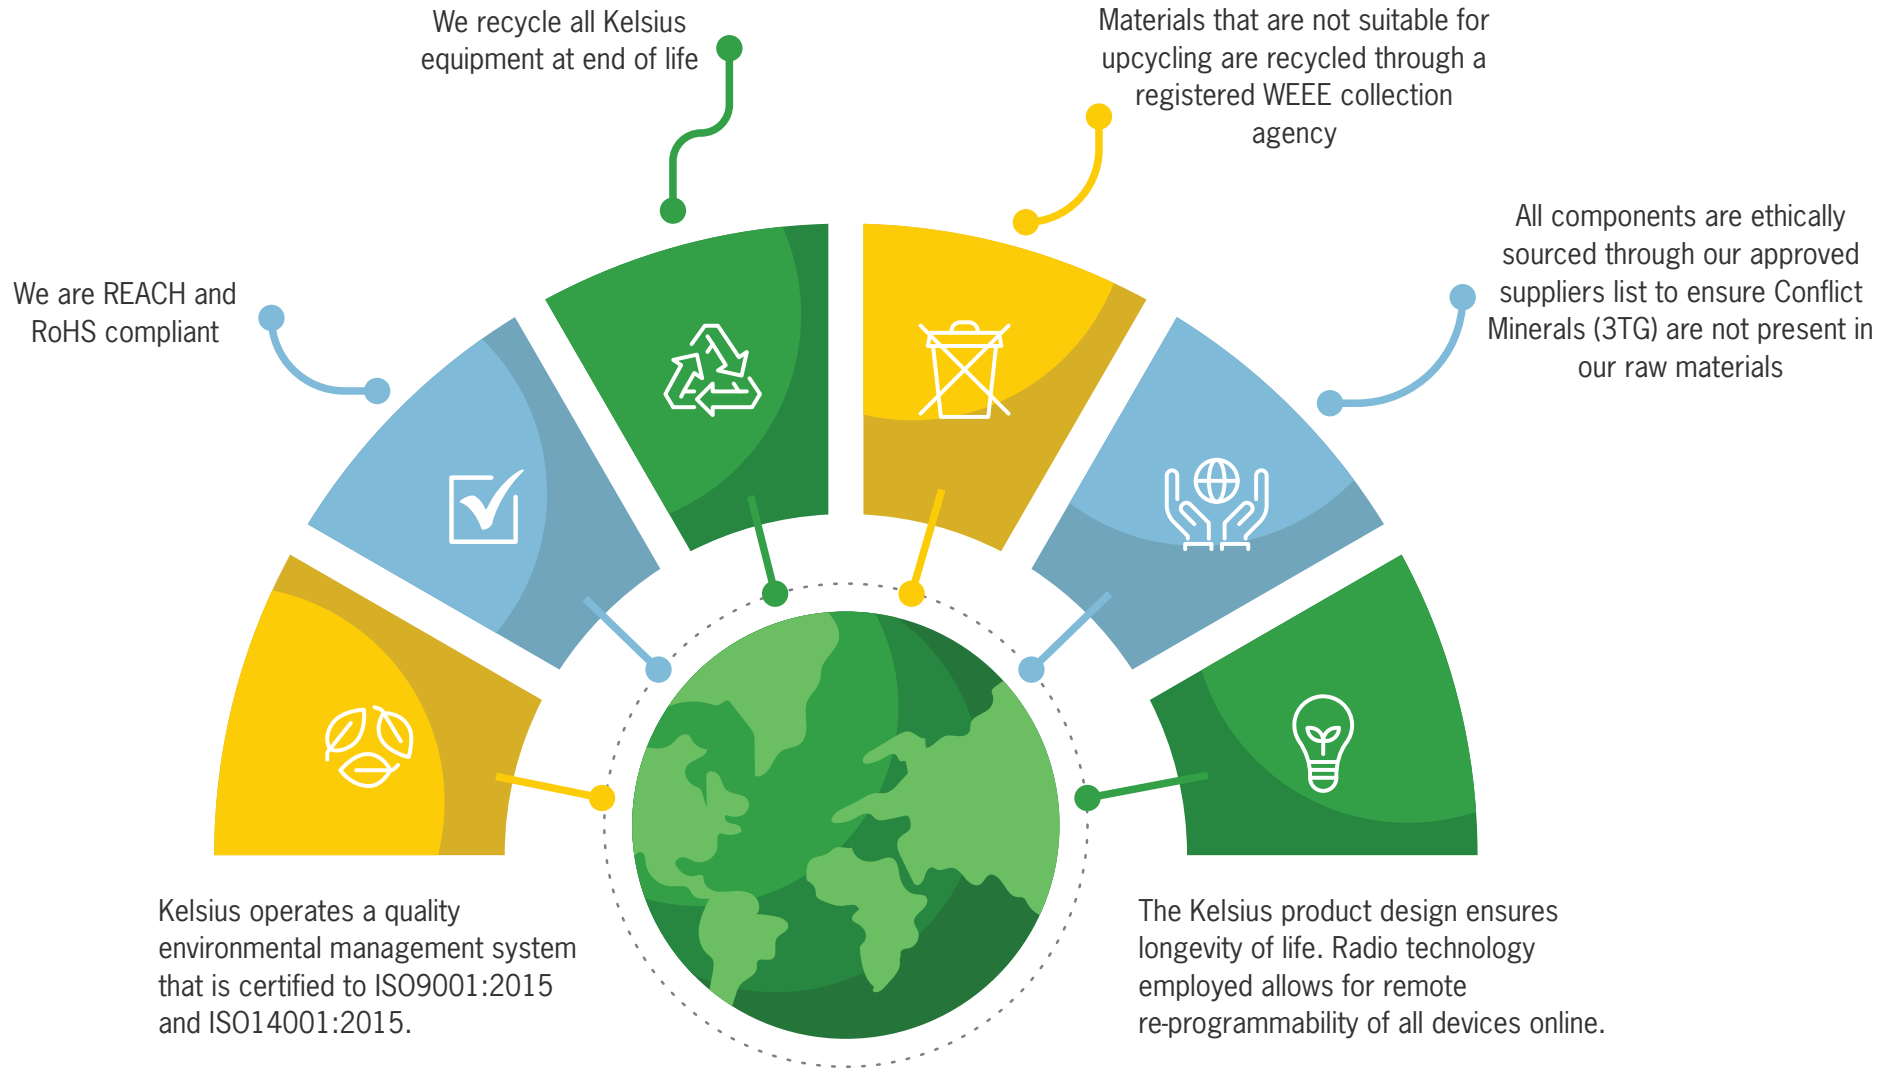 We recycle all Kelsius
equipment at end of life
Materials that are not suitable for
upcycling are recycled through a
registered WEEE collection
agency
We are REACH and
RoHS compliant
All components are ethically
sourced through our approved
suppliers list to ensure Conflict
Minerals (3TG) are not present in
our raw materials
Kelsius operates a quality
environmental management system
that is certified to ISO9001:2015
and ISO14001:2015.
The Kelsius product design ensures
longevity of life. Radio technology
employed allows for remote
re-programmability of all devices online.